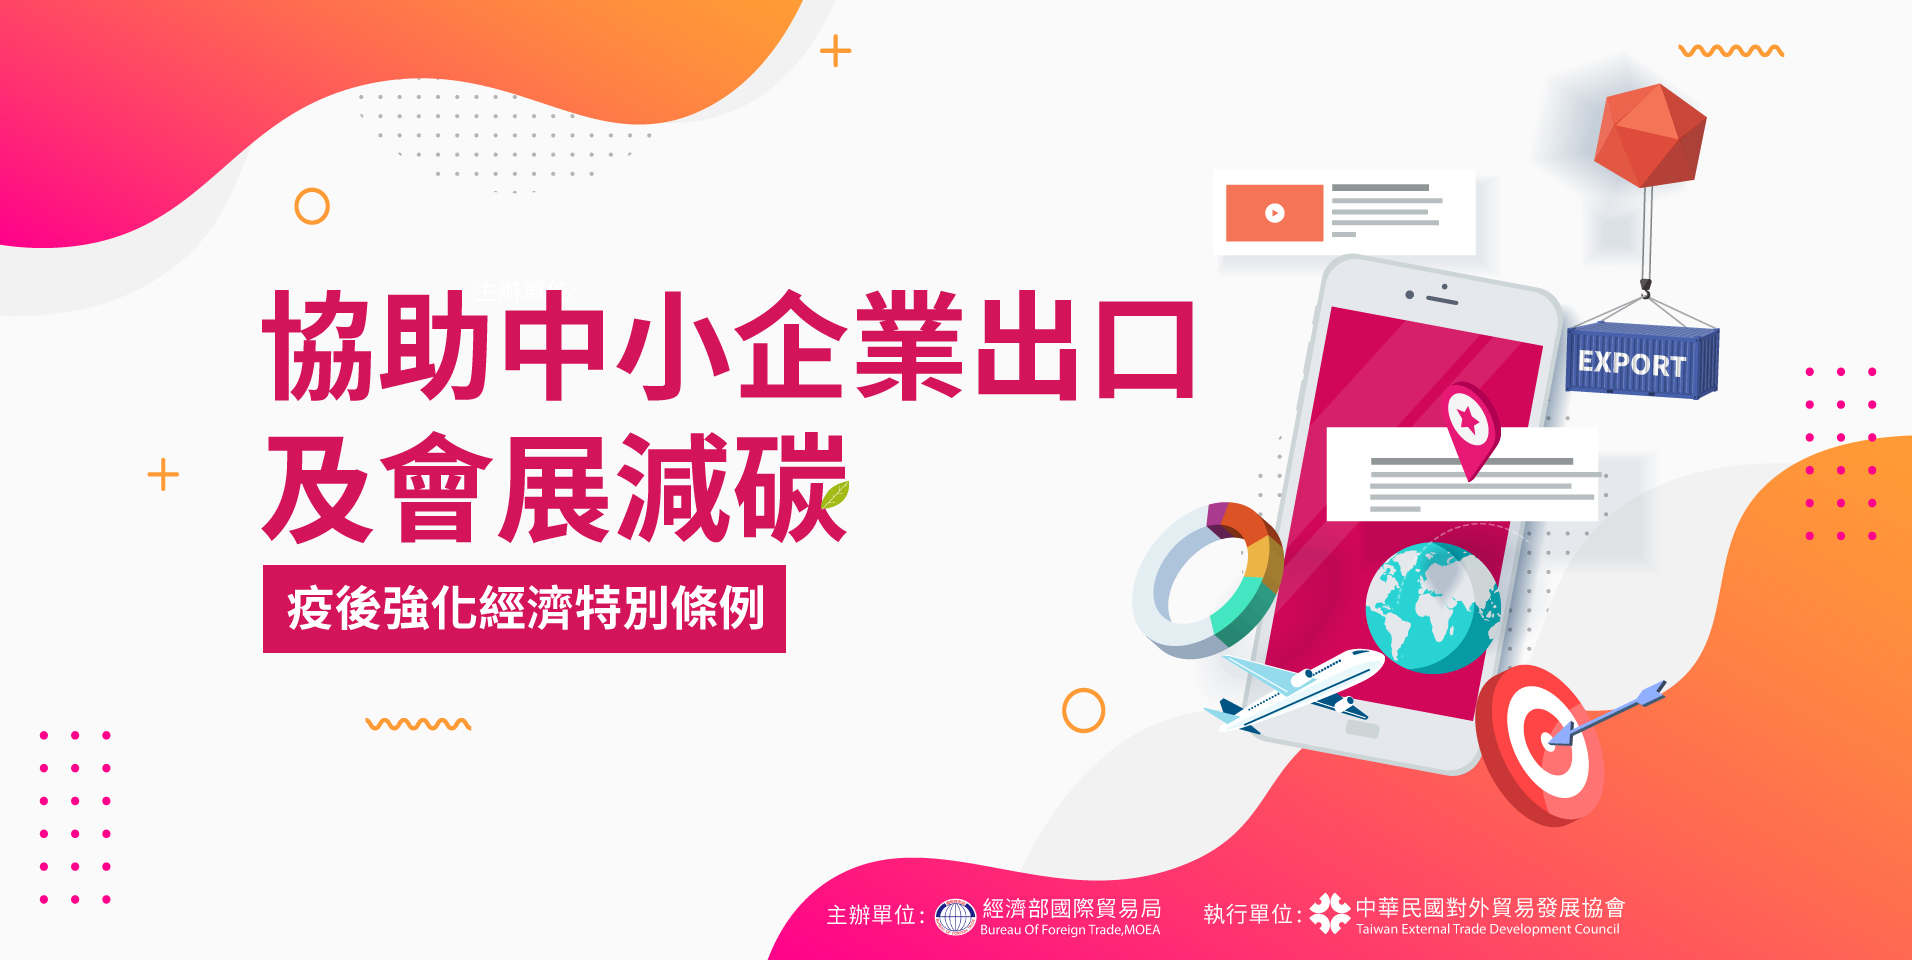 協助中小企業出口
及會展減碳
疫後強化經濟特別條例
EXPORT
主辦單位：
經濟部國際貿易局
Bureau Of Foreign Trade,MOEA
執行單位：
中華民國對外貿易發展協會
Taiwan External Trade Development Council